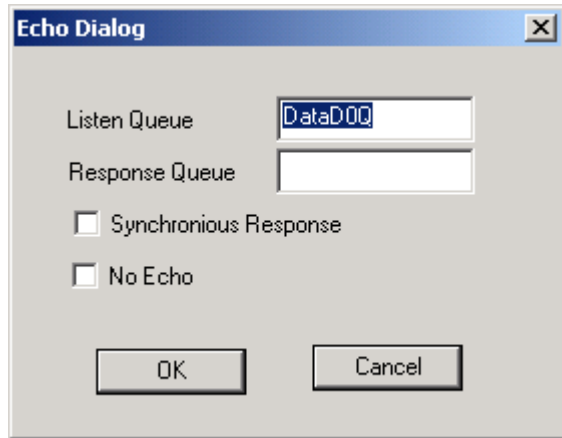 Echo Dialog
Listen Queue DataD0Q
Response Queue
Synchronious Response
No Echo
OK Cancel